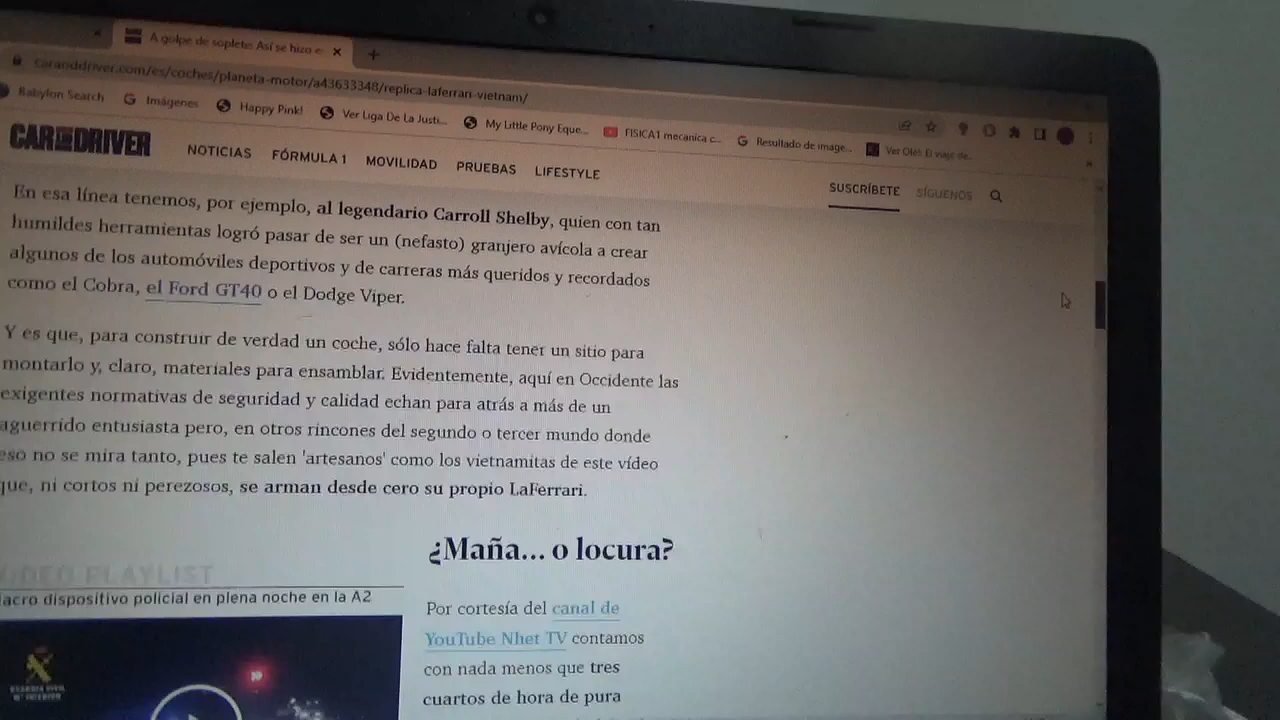 A golpe de soplete: Así se hizo e
caranddriver.com/es/coches/planeta-motor/a43633348/replica-laferrari-vietnam/
Babylon Search
Imágenes
Happy Pink!
Ver Liga De La Justi...
My Little Pony Eque...
FISICA1 mecanica c...
Resultado de image...
Ver Olé! El viaje de...
CAR AND DRIVER
NOTICIAS FÓRMULA 1 MOVILIDAD PRUEBAS LIFESTYLE
SUSCRÍBETE SÍGUENOS
En esa línea tenemos, por ejemplo, al legendario Carroll Shelby, quien con tan
humildes herramientas logró pasar de ser un (nefasto) granjero avícola a crear
algunos de los automóviles deportivos y de carreras más queridos y recordados
como el Cobra, el Ford GT40 o el Dodge Viper.
Y es que, para construir de verdad un coche, sólo hace falta tener un sitio para
montarlo y, claro, materiales para ensamblar. Evidentemente, aquí en Occidente las
exigentes normativas de seguridad y calidad echan para atrás a más de un
aguerrido entusiasta pero, en otros rincones del segundo o tercer mundo donde
eso no se mira tanto, pues te salen 'artesanos' como los vietnamitas de este vídeo
que, ni cortos ni perezosos, se arman desde cero su propio LaFerrari.
¿Maña... o locura?
VIDEO PLAYLIST
Macro dispositivo policial en plena noche en la A2
Por cortesía del canal de
YouTube Nhet TV contamos
con nada menos que tres
cuartos de hora de pura
GUARDIA CIVIL